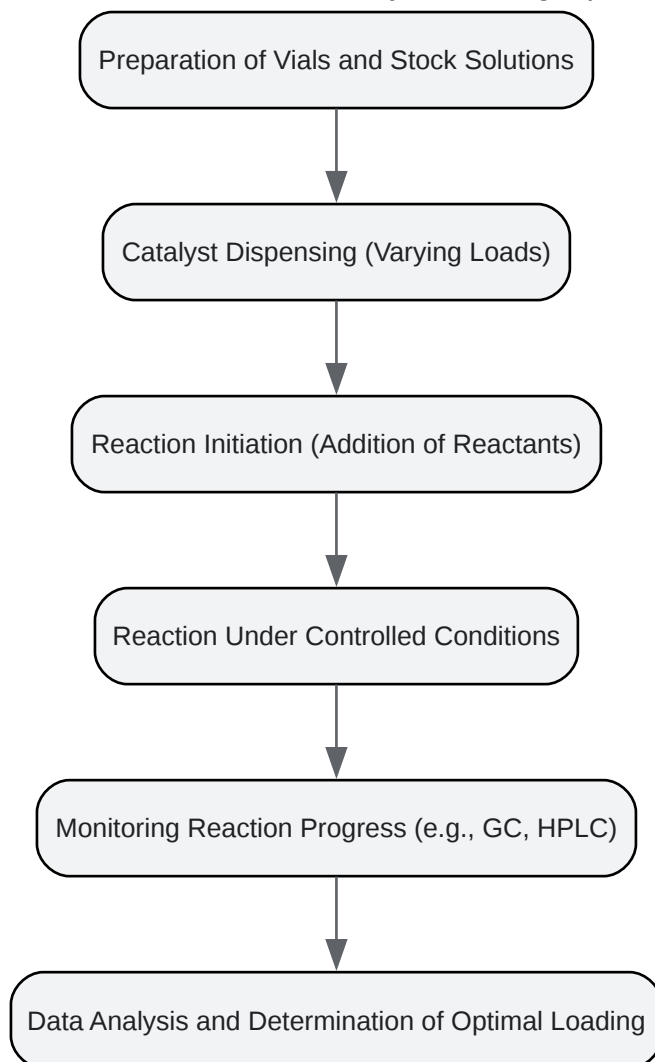 Preparation of Vials and Stock Solutions
Catalyst Dispensing (Varying Loads)
Reaction Initiation (Addition of Reactants)
Reaction Under Controlled Conditions
Monitoring Reaction Progress (e.g., GC, HPLC)
Data Analysis and Determination of Optimal Loading